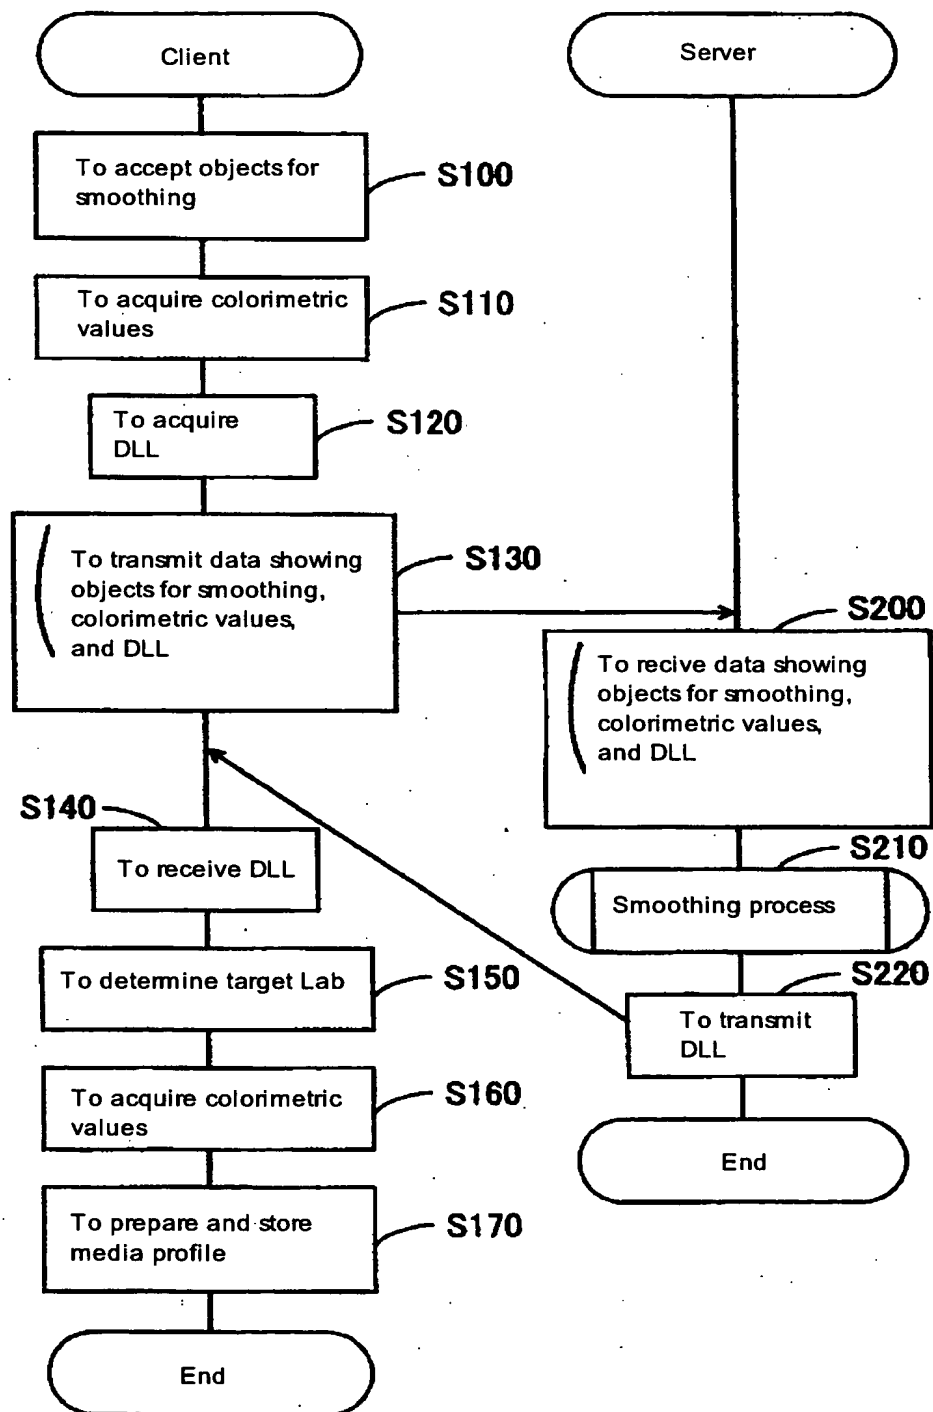 Client
Server
To accept objects for
smoothing
S100
To acquire colorimetric
values
S110
To acquire
DLL
S120
To transmit data showing
objects for smoothing,
colorimetric values,
and DLL
S130
S200
To recive data showing
objects for smoothing,
colorimetric values,
and DLL
S140
To receive DLL
S210
Smoothing process
To determine target Lab
S150
S220
To transmit
DLL
To acquire colorimetric
values
S160
End
To prepare and store
media profile
S170
End